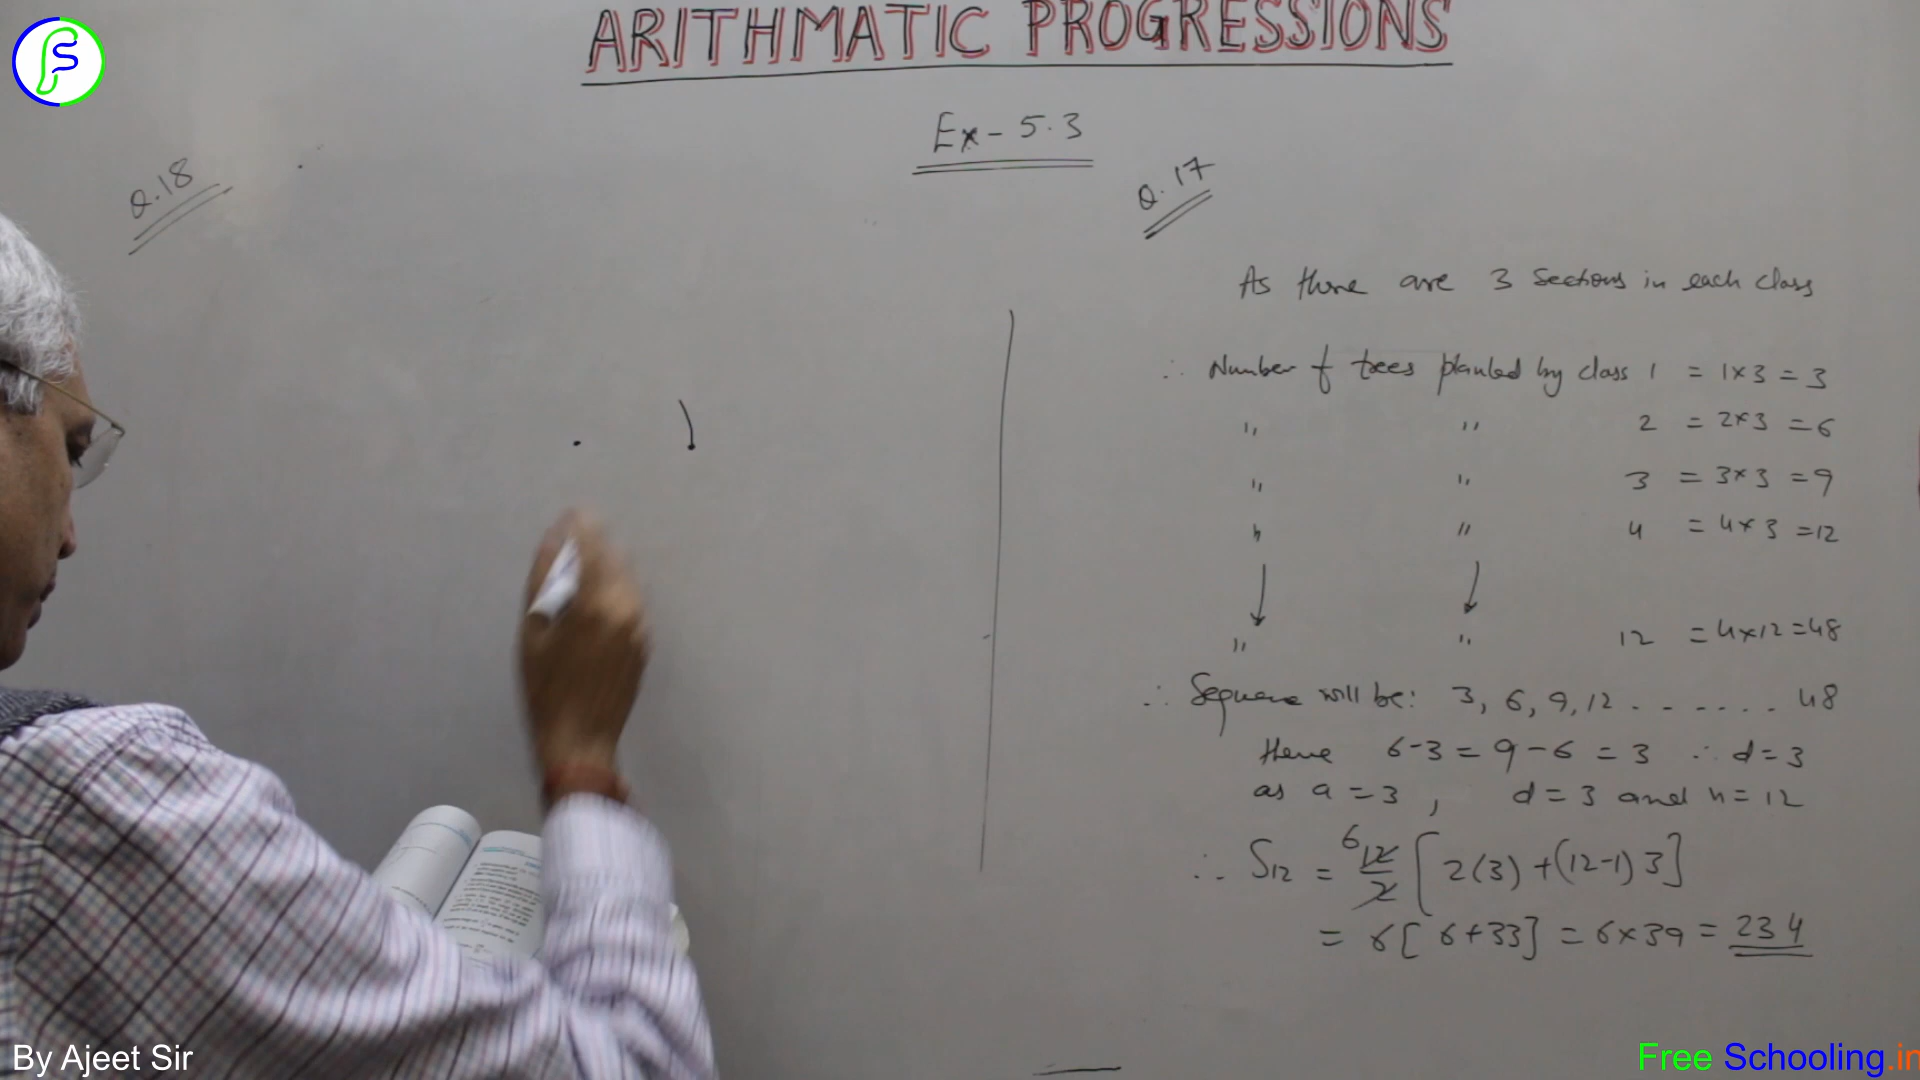 ARITHMATIC PROGRESSIONS
Ex - 5.3
Q.18
Q.17
As there are 3 sections in each class
∴ Number of trees planted by class 1 = 1×3 = 3
" " 2 = 2×3 = 6
" " 3 = 3×3 = 9
" " 4 = 4×3 = 12
" " 12 = 4×12 = 48
∴ Sequence will be: 3, 6, 9, 12 . - - . . . 48
Here 6-3 = 9-6 = 3 ∴ d=3
as a = 3, d = 3 and n = 12
∴ S12 = 6 12/2 [2(3) + (12-1) 3]
= 6[ 6+33] = 6×39 = 234
By Ajeet Sir
Free Schooling.in